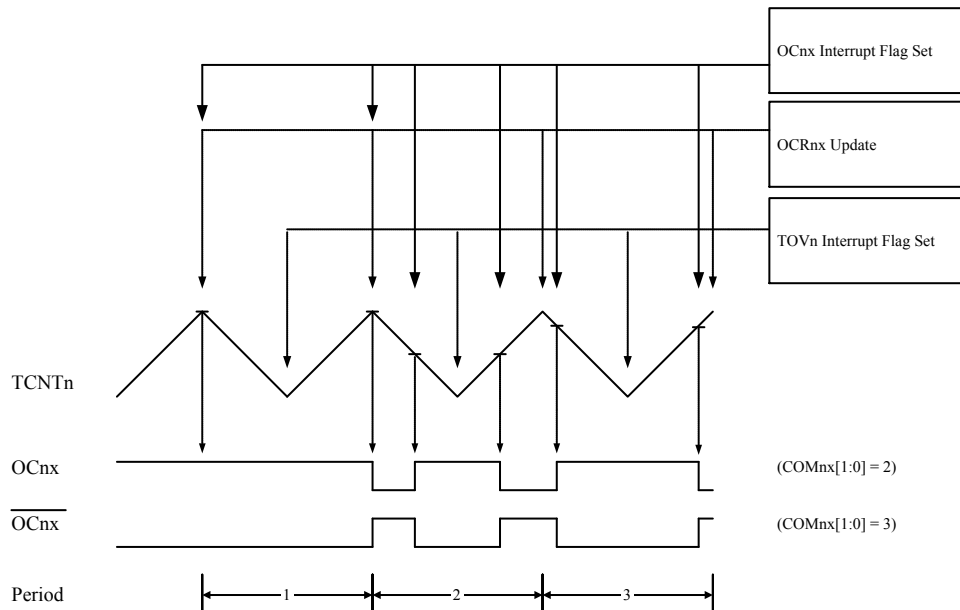 OCnx Interrupt Flag Set
OCRnx Update
TOVn Interrupt Flag Set
TCNTn
OCnx
(COMnx[1:0] = 2)
OCnx
(COMnx[1:0] = 3)
Period
1
2
3